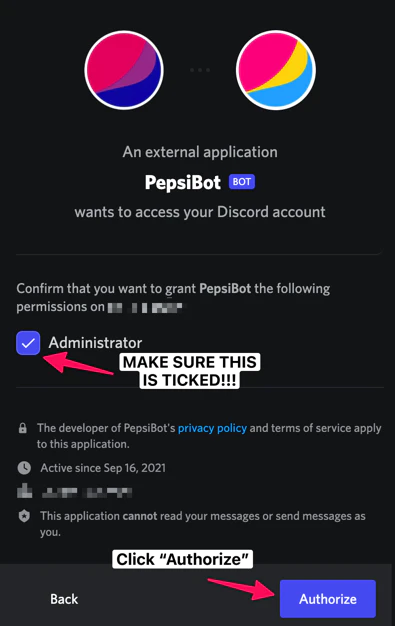 An external application
PepsiBot BOT
wants to access your Discord account
Confirm that you want to grant PepsiBot the following
permissions on
Administrator
MAKE SURE THIS
IS TICKED!!!
The developer of PepsiBot's privacy policy and terms of service apply
to this application.
Active since Sep 16, 2021
This application cannot read your messages or send messages as
you.
Click “Authorize”
Back
Authorize